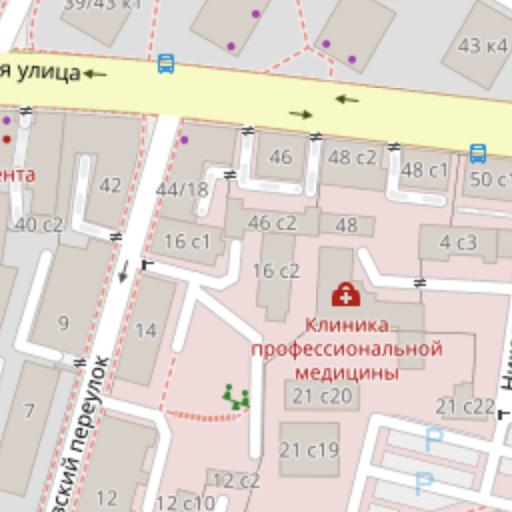 39/43 к1
43 к4
я улица
ента
42
44/18
46
48 с2
48 с1
50 с1
40 с2
46 с2
48
16 с1
4 с3
16 с2
9
14
Клиника
профессиональной
медицины
7
21 с20
21 с22
Р
21 с19
Р
12 с2
12
12 с10
вский переулок
Нико